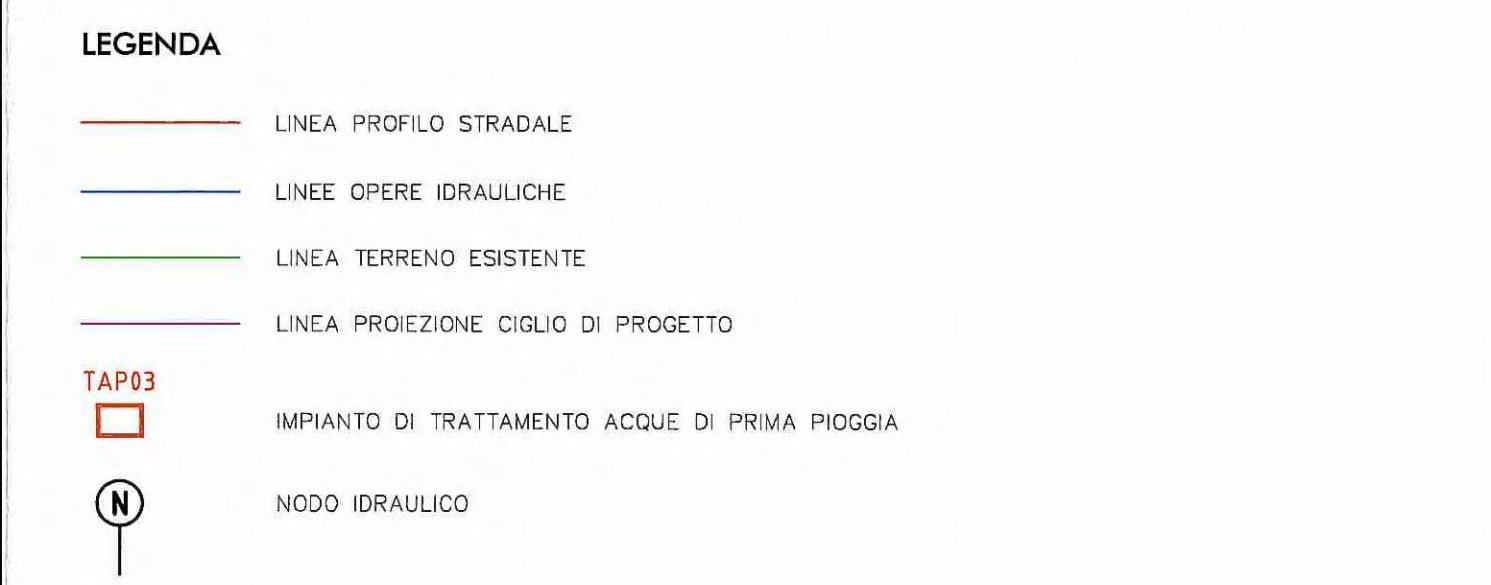 LEGENDA
LINEA PROFILO STRADALE
LINEE OPERE IDRAULICHE
LINEA TERRENO ESISTENTE
LINEA PROIEZIONE CIGLIO DI PROGETTO
TAP03
IMPIANTO DI TRATTAMENTO ACQUE DI PRIMA PIOGGIA
N
NODO IDRAULICO